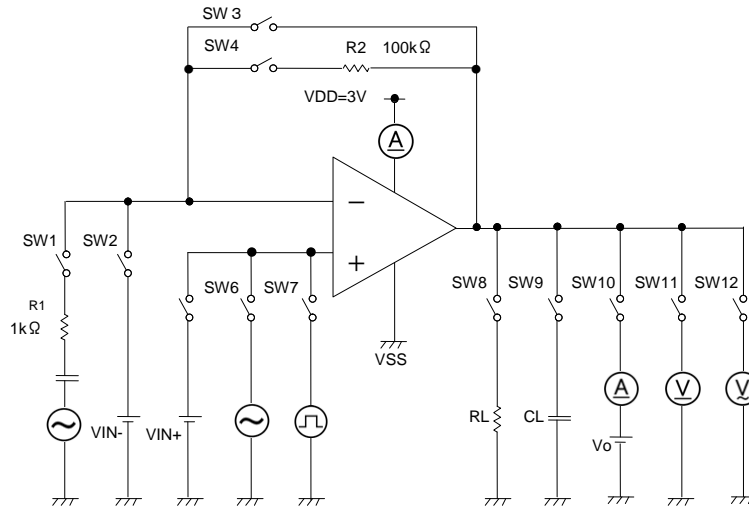 SW 3
SW4
R2 100kΩ
VDD=3V
A
SW1
SW2
−
+
SW6
SW7
SW8
SW9
SW10
SW11
SW12
R1
1kΩ
VSS
A
V
V
VIN-
VIN+
RL
CL
Vo